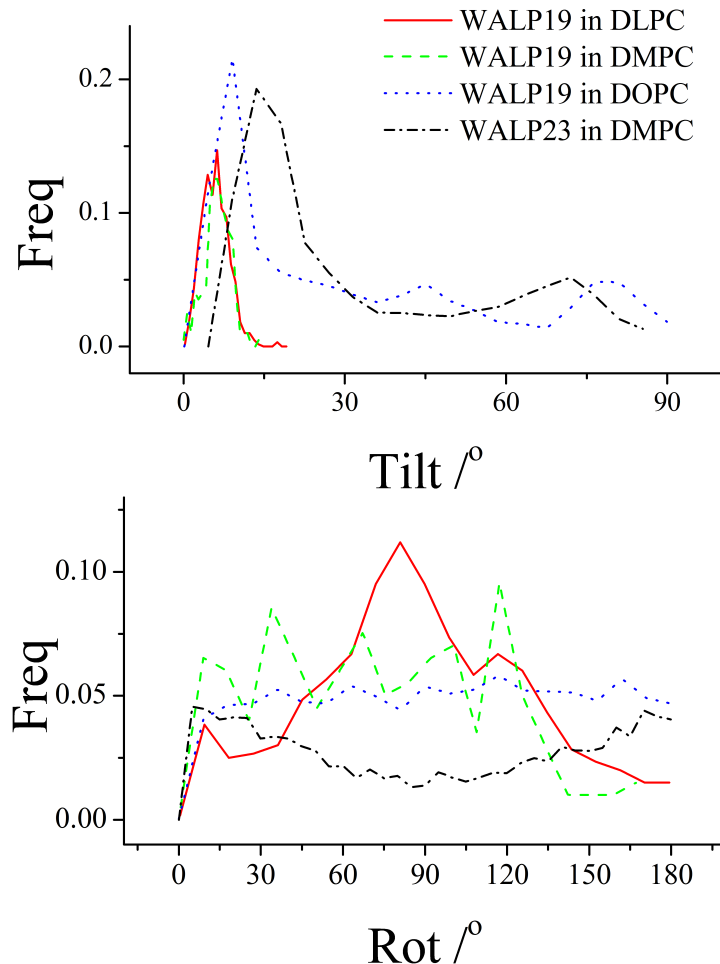 WALP19 in DLPC
WALP19 in DMPC
WALP19 in DOPC
WALP23 in DMPC
0.2
0.1
0.0
Freq
0 30 60 90
Tilt /o
0.10
0.05
0.00
Freq
0 30 60 90 120 150 180
Rot /o